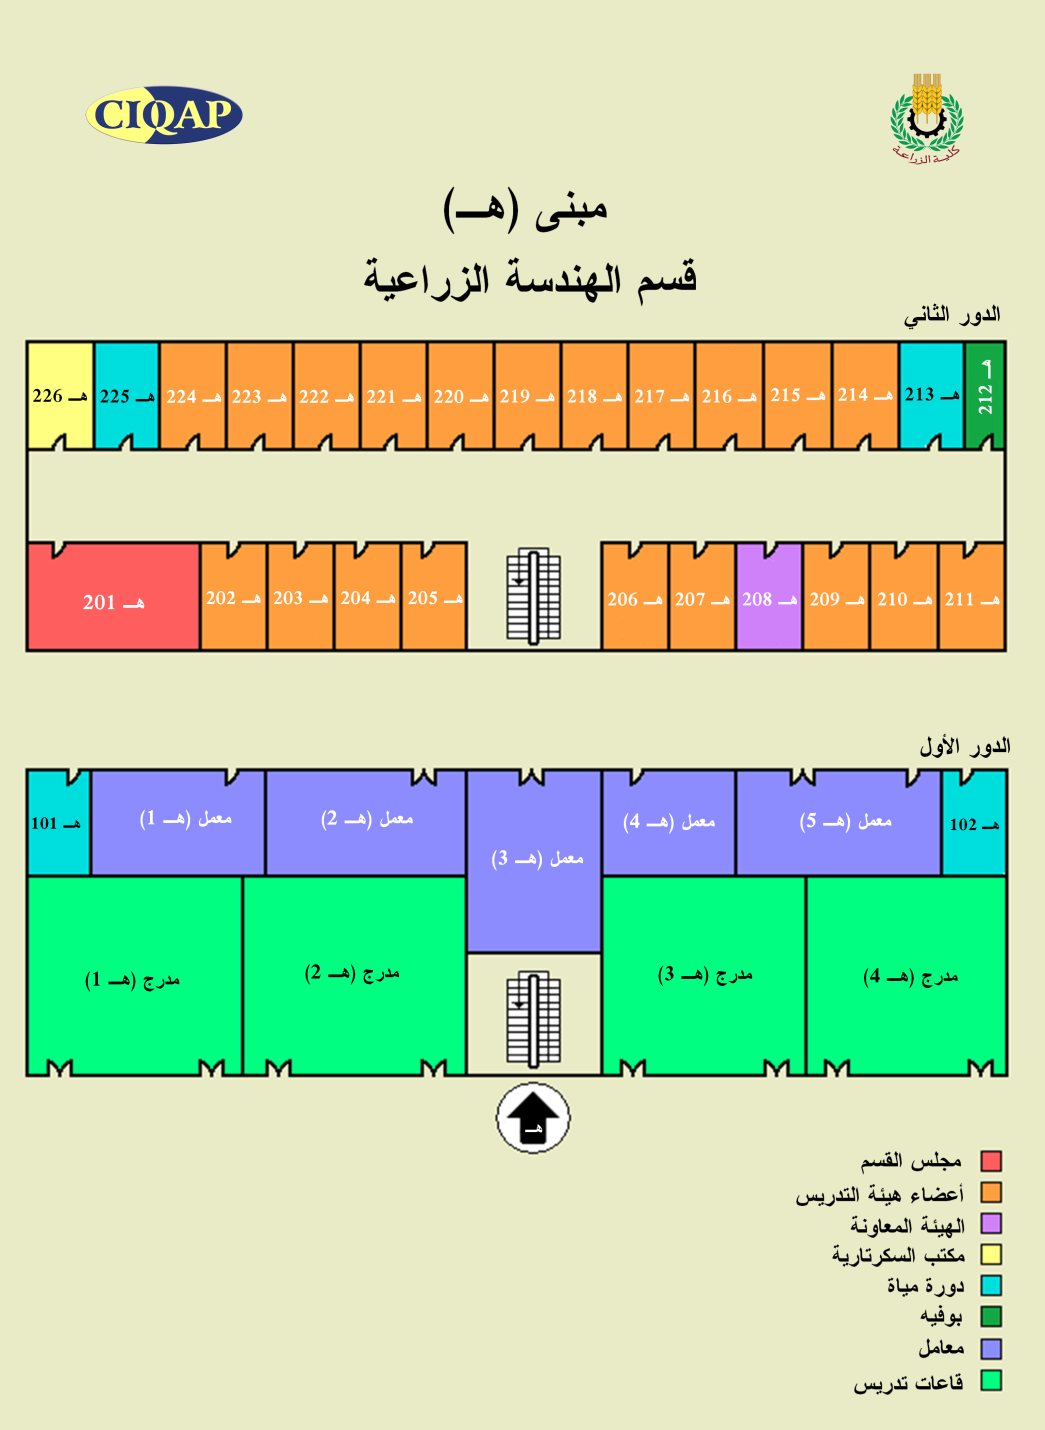 CIQAP
كلية الزراعة
مبنى (هـ)
قسم الهندسة الزراعية
الدور الثاني
هـ 226
هـ 225
هـ 224
هـ 223
هـ 222
هـ 221
هـ 220
هـ 219
هـ 218
هـ 217
هـ 216
هـ 215
هـ 214
هـ 213
هـ 212
هـ 201
هـ 202
هـ 203
هـ 204
هـ 205
هـ 206
هـ 207
هـ 208
هـ 209
هـ 210
هـ 211
الدور الأول
هـ 101
معمل (هـ 1)
معمل (هـ 2)
معمل (هـ 3)
معمل (هـ 4)
معمل (هـ 5)
هـ 102
مدرج (هـ 1)
مدرج (هـ 2)
مدرج (هـ 3)
مدرج (هـ 4)
هـ
مجلس القسم
أعضاء هيئة التدريس
الهيئة المعاونة
مكتب السكرتارية
دورة مياة
بوفيه
معامل
قاعات تدريس